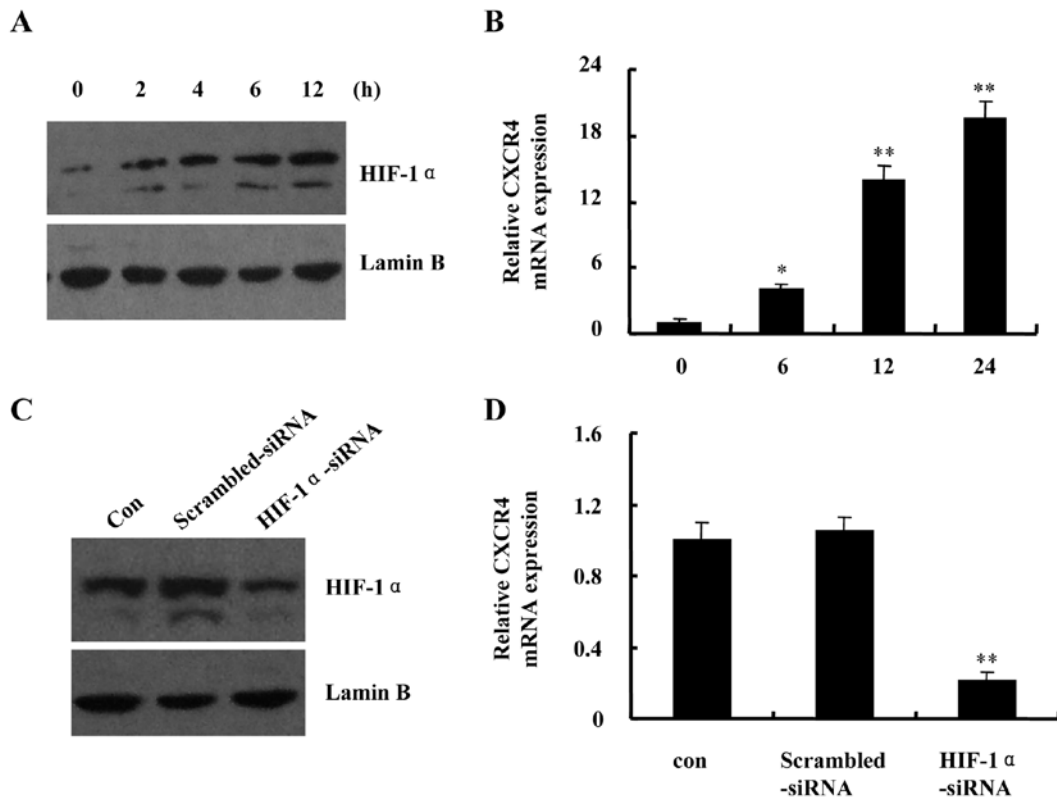 A
0 2 4 6 12 (h)
HIF-1 α
Lamin B
B
Relative CXCR4
mRNA expression
24
18
12
6
0
*
**
**
0 6 12 24
C
Con
Scrambled-siRNA
HIF-1 α -siRNA
HIF-1 α
Lamin B
D
Relative CXCR4
mRNA expression
1.6
1.2
0.8
0.4
0
**
con
Scrambled
-siRNA
HIF-1 α
-siRNA